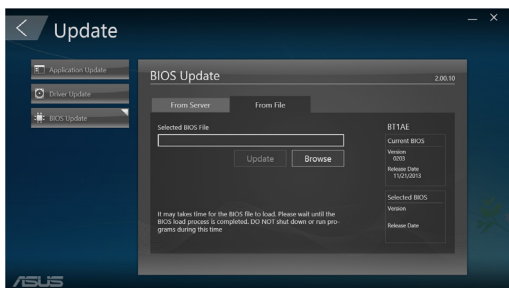 Update
Application Update
Driver Update
BIOS Update
BIOS Update
2.00.10
From Server
From File
Selected BIOS File
Update
Browse
It may takes time for the BIOS file to load. Please wait until the
BIOS load process is completed. DO NOT shut down or run pro-
grams during this time
BT1AE
Current BIOS
Version
0203
Release Date
11/21/2013
Selected BIOS
Version
Release Date
ASUS